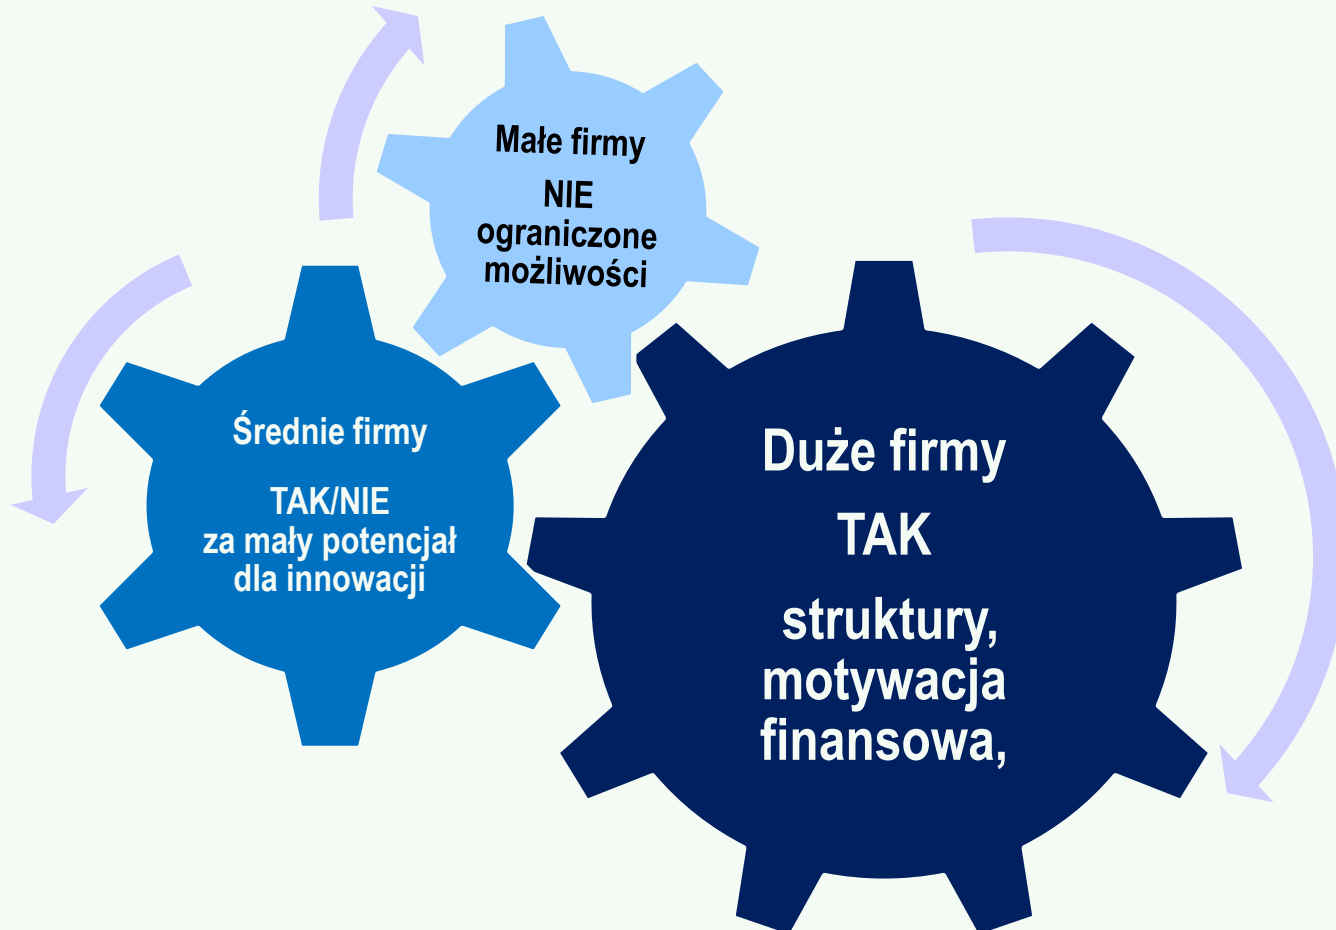 Małe firmy
NIE
ograniczone
możliwości
Średnie firmy
TAK/NIE
za mały potencjał
dla innowacji
Duże firmy
TAK
struktury,
motywacja
finansowa,